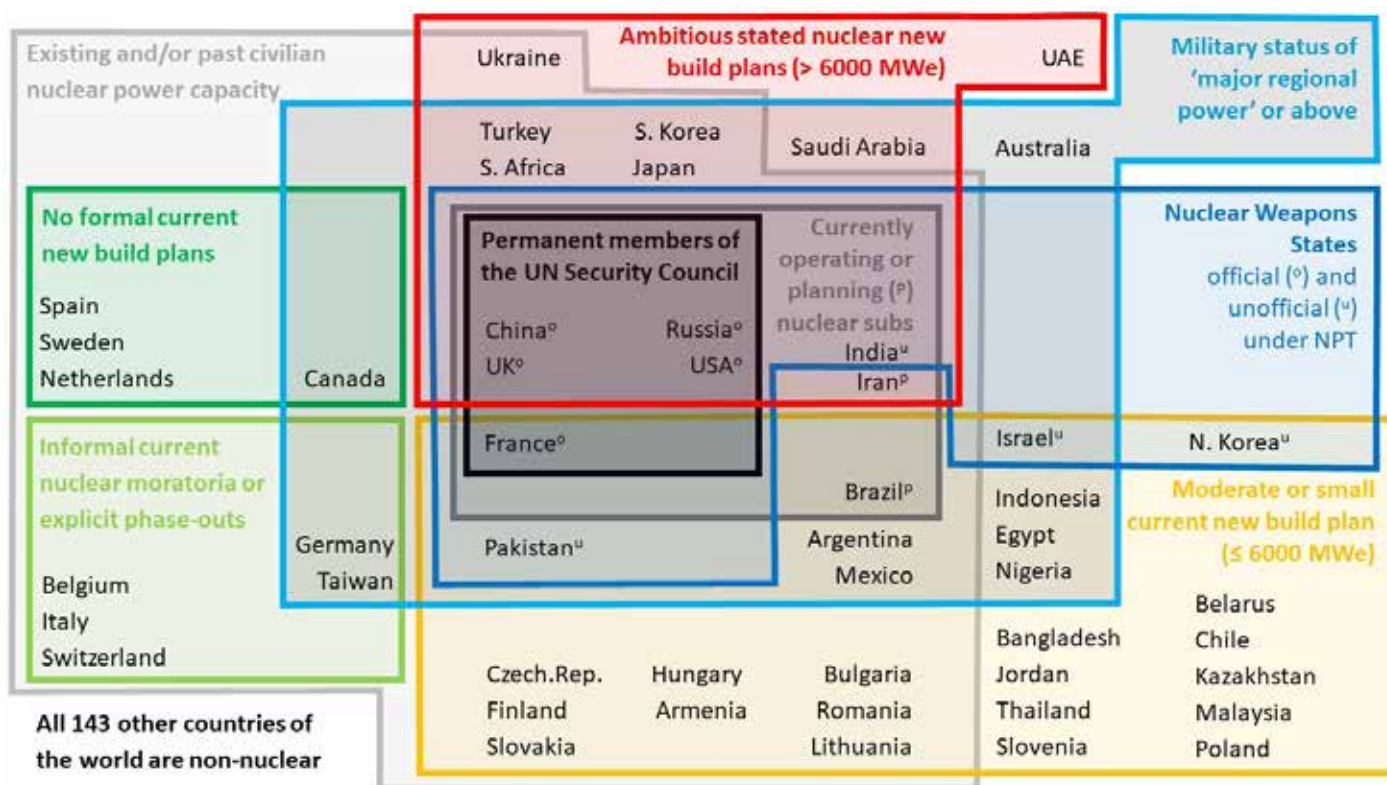 Existing and/or past civilian
nuclear power capacity
Ukraine
Ambitious stated nuclear new
build plans (> 6000 MWe)
UAE
Military status of
‘major regional
power’ or above
Turkey
S. Korea
S. Africa
Japan
Saudi Arabia
Australia
No formal current
new build plans
Spain
Sweden
Netherlands
Canada
Permanent members of
the UN Security Council
Chinaᵒ
Russiaᵒ
UKᵒ
USAᵒ
Currently
operating or
planning (ᴾ)
nuclear subs
Indiaᵘ
Iranᵖ
Nuclear Weapons
States
official (ᵒ) and
unofficial (ᵘ)
under NPT
Informal current
nuclear moratoria or
explicit phase-outs
Belgium
Italy
Switzerland
Germany
Taiwan
Franceᵒ
Brazilᵖ
Pakistanᵘ
Argentina
Mexico
Israelᵘ
N. Koreaᵘ
Indonesia
Egypt
Nigeria
Moderate or small
current new build plan
(≤ 6000 MWe)
Czech.Rep.
Hungary
Bulgaria
Finland
Armenia
Romania
Slovakia
Lithuania
Bangladesh
Jordan
Thailand
Slovenia
Belarus
Chile
Kazakhstan
Malaysia
Poland
All 143 other countries of
the world are non-nuclear